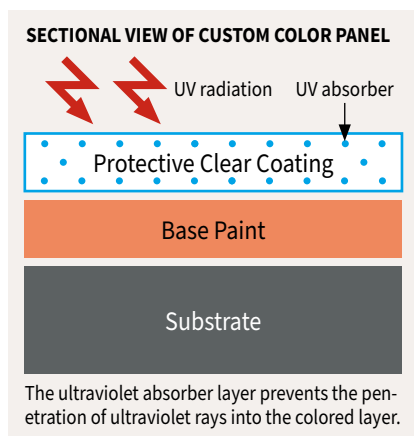 SECTIONAL VIEW OF CUSTOM COLOR PANEL
UV radiation UV absorber
Protective Clear Coating
Base Paint
Substrate
The ultraviolet absorber layer prevents the pen-
etration of ultraviolet rays into the colored layer.